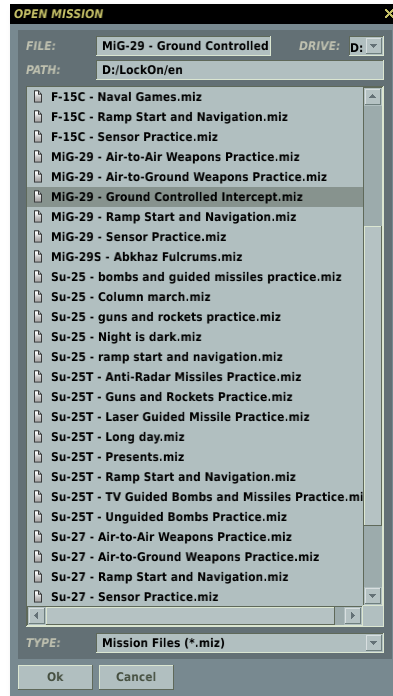 OPEN MISSION
FILE: MiG-29 - Ground Controlled DRIVE: D:
PATH: D:/LockOn/en
F-15C - Naval Games.miz
F-15C - Ramp Start and Navigation.miz
F-15C - Sensor Practice.miz
MiG-29 - Air-to-Air Weapons Practice.miz
MiG-29 - Air-to-Ground Weapons Practice.miz
MiG-29 - Ground Controlled Intercept.miz
MiG-29 - Ramp Start and Navigation.miz
MiG-29 - Sensor Practice.miz
MiG-29S - Abkhaz Fulcrums.miz
Su-25 - bombs and guided missiles practice.miz
Su-25 - Column march.miz
Su-25 - guns and rockets practice.miz
Su-25 - Night is dark.miz
Su-25 - ramp start and navigation.miz
Su-25T - Anti-Radar Missiles Practice.miz
Su-25T - Guns and Rockets Practice.miz
Su-25T - Laser Guided Missile Practice.miz
Su-25T - Long day.miz
Su-25T - Presents.miz
Su-25T - Ramp Start and Navigation.miz
Su-25T - TV Guided Bombs and Missiles Practice.mi
Su-25T - Unguided Bombs Practice.miz
Su-27 - Air-to-Air Weapons Practice.miz
Su-27 - Air-to-Ground Weapons Practice.miz
Su-27 - Ramp Start and Navigation.miz
Su-27 - Sensor Practice.miz
TYPE: Mission Files (*.miz)
Ok Cancel